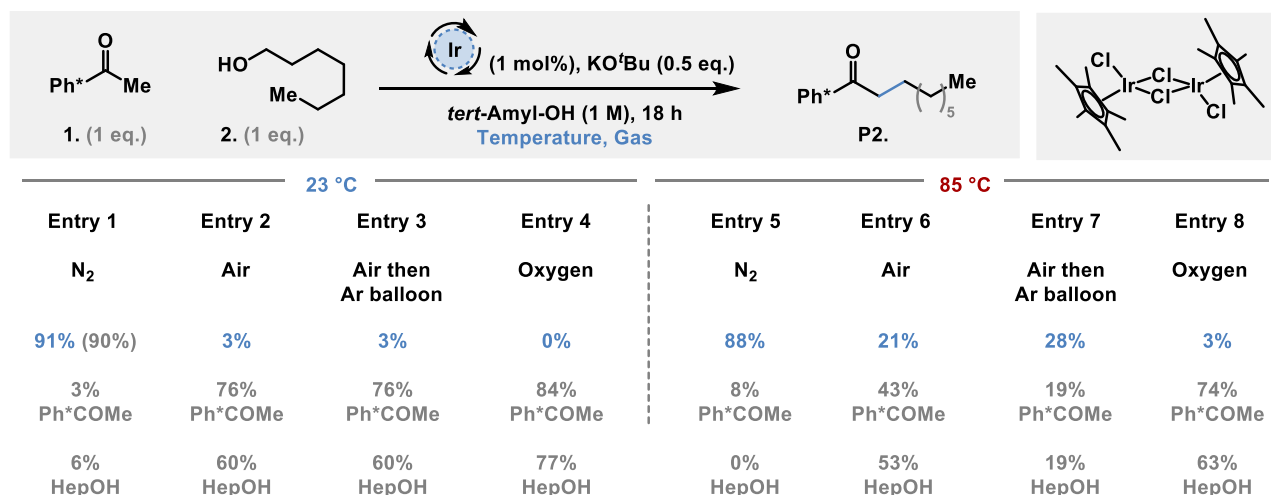 O
Ph*
Me
1. (1 eq.)
HO
Me
2. (1 eq.)
Ir
(1 mol%), KOᵗBu (0.5 eq.)
tert-Amyl-OH (1 M), 18 h
Temperature, Gas
O
Ph*
Me
5
P2.
Cl
Ir
Cl
Cl
Ir
Cl
23 °C
85 °C
Entry 1 Entry 2 Entry 3 Entry 4 Entry 5 Entry 6 Entry 7 Entry 8
N₂ Air Air then Oxygen N₂ Air Air then Oxygen
Ar balloon Ar balloon
91% (90%) 3% 3% 0% 88% 21% 28% 3%
3% 76% 76% 84% 8% 43% 19% 74%
Ph*COMe Ph*COMe Ph*COMe Ph*COMe Ph*COMe Ph*COMe Ph*COMe Ph*COMe
6% 60% 60% 77% 0% 53% 19% 63%
HepOH HepOH HepOH HepOH HepOH HepOH HepOH HepOH